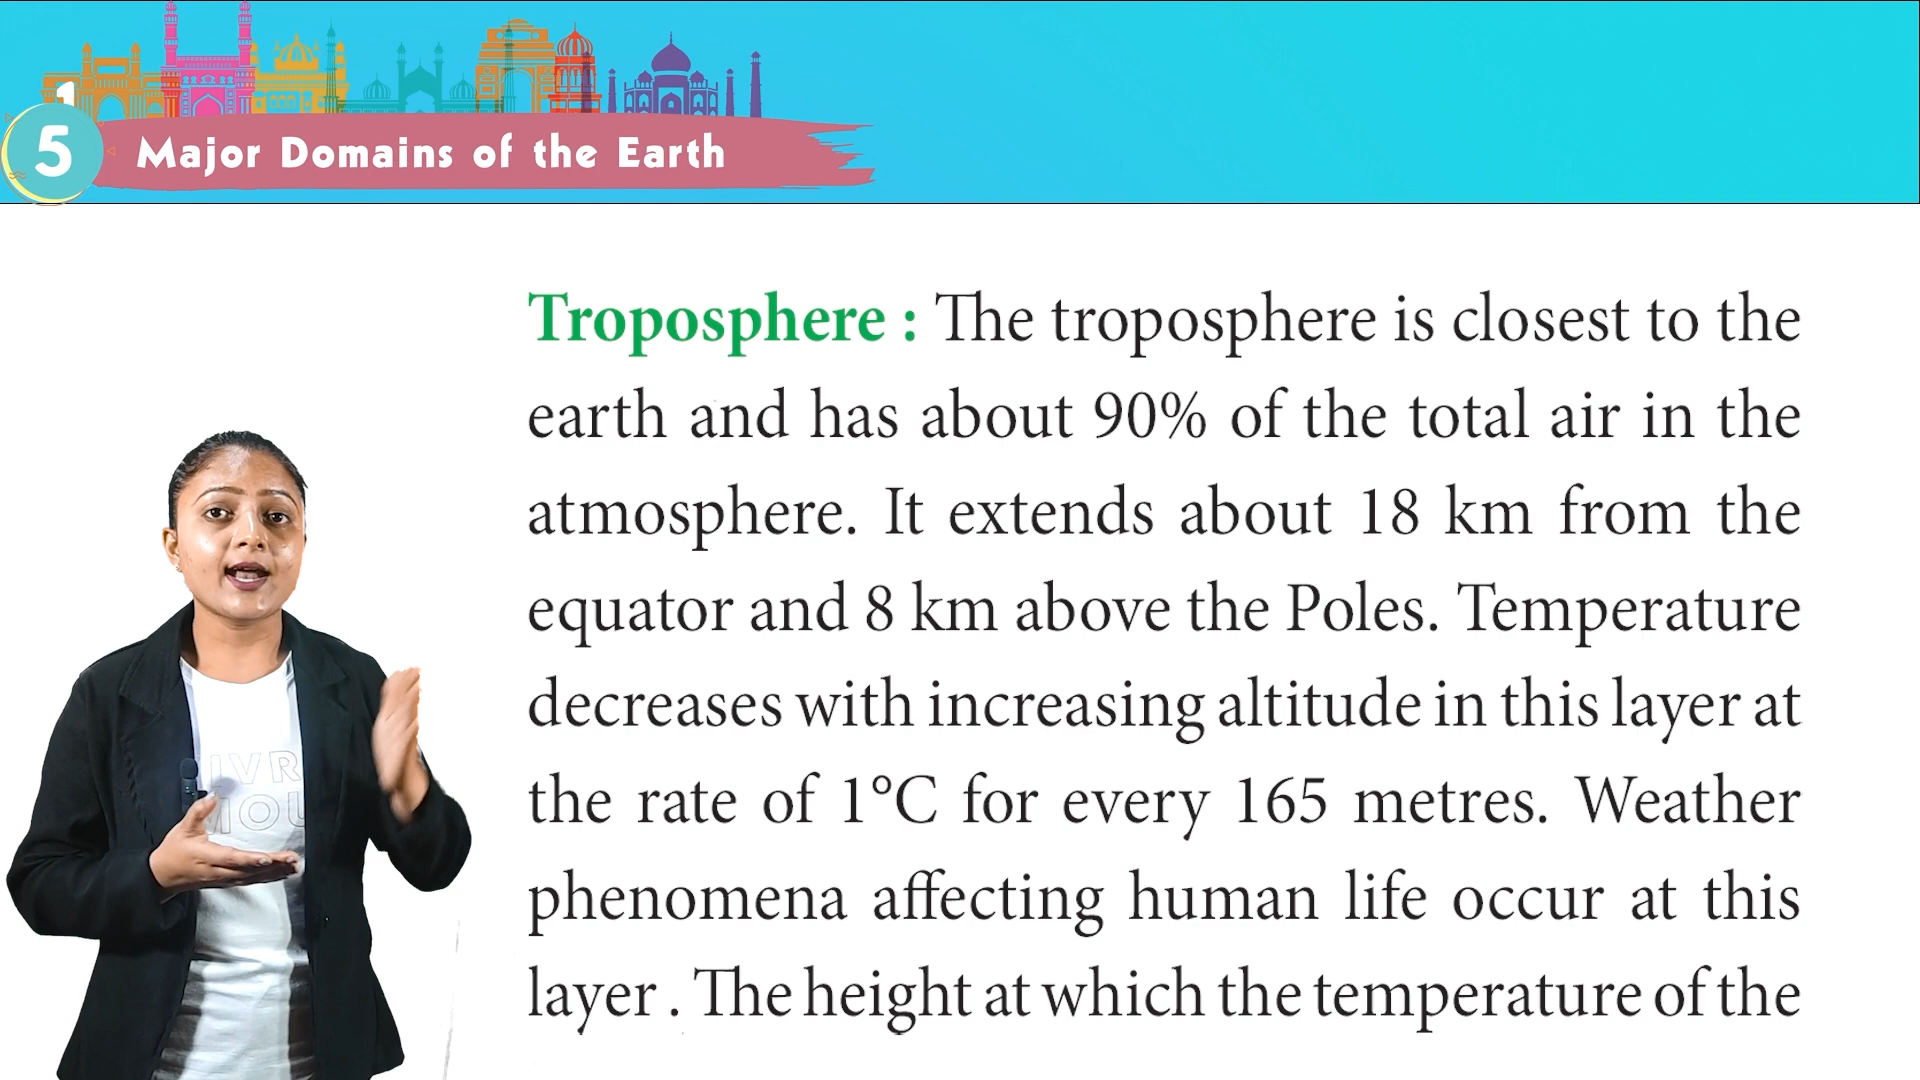 5
Major Domains of the Earth
Troposphere : The troposphere is closest to the
earth and has about 90% of the total air in the
atmosphere. It extends about 18 km from the
equator and 8 km above the Poles. Temperature
decreases with increasing altitude in this layer at
the rate of 1°C for every 165 metres. Weather
phenomena affecting human life occur at this
layer . The height at which the temperature of the